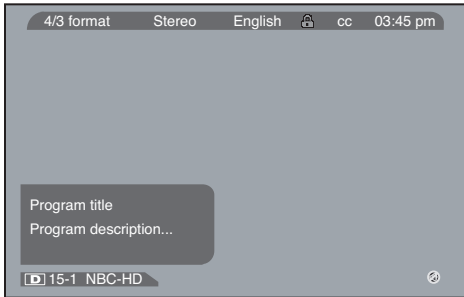 4/3 format Stereo English cc 03:45 pm
Program title
Program description...
D 15-1 NBC-HD